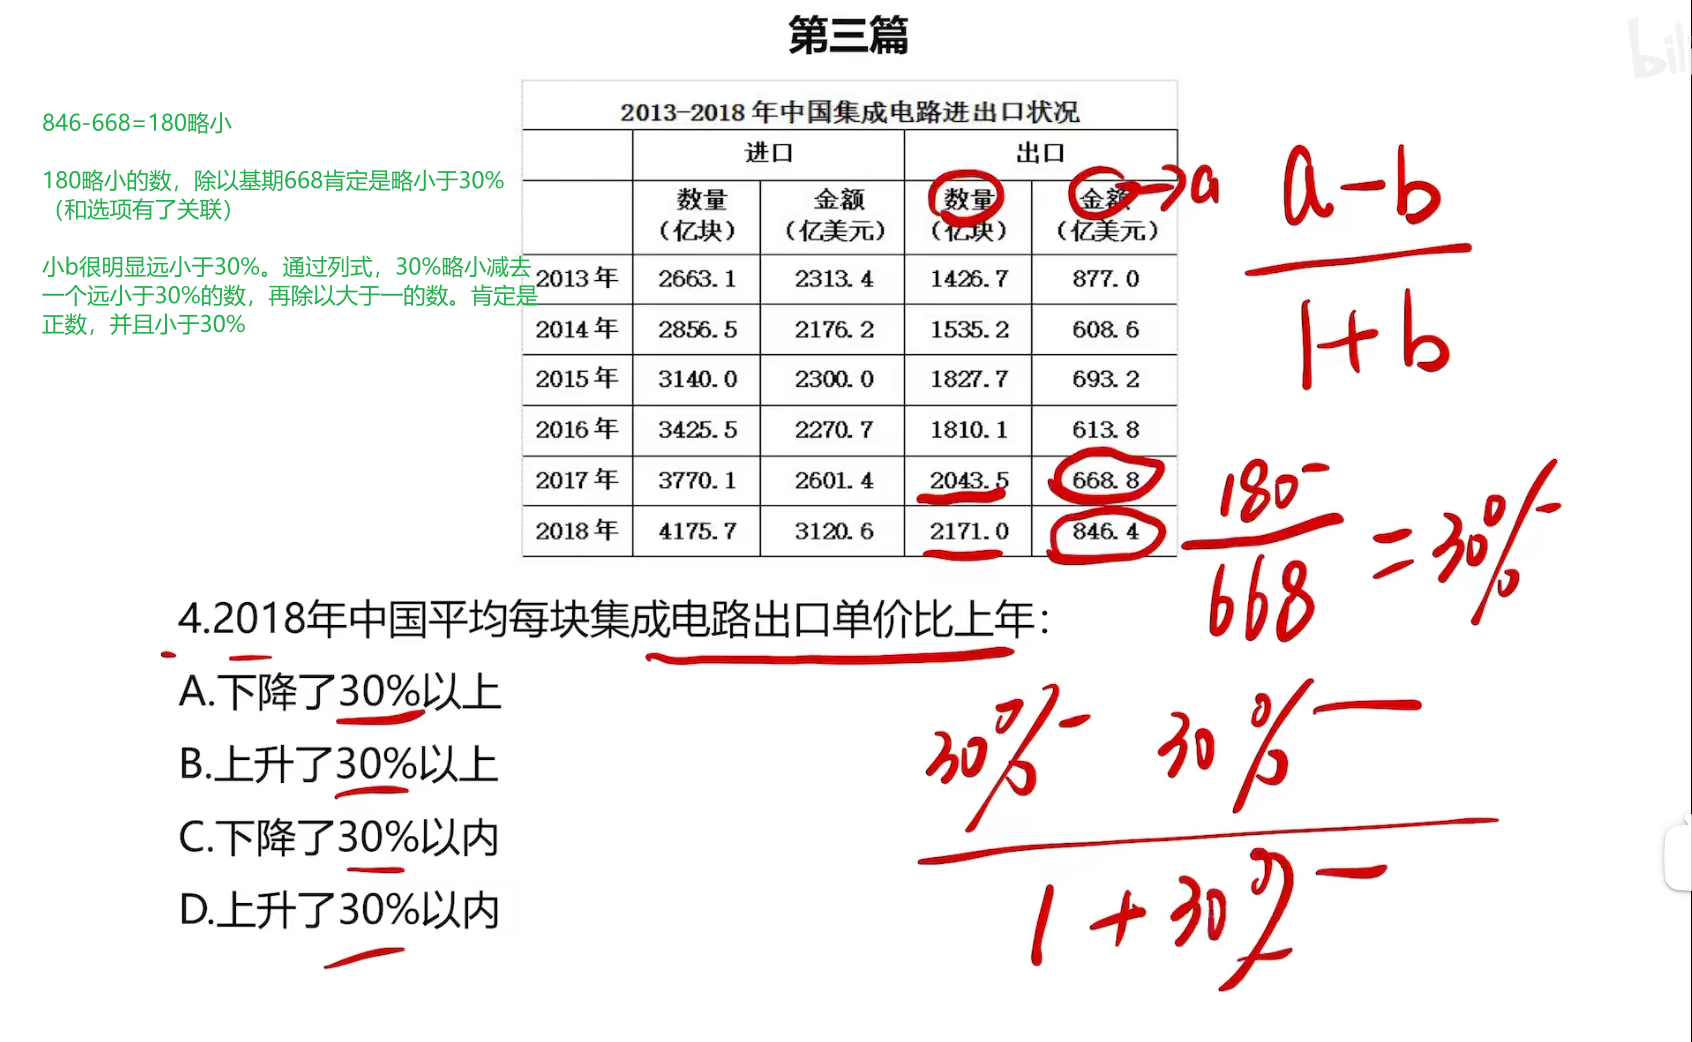 第三篇
bili
846-668=180略小
180略小的数，除以基期668肯定是略小于30%
（和选项有了关联）
小b很明显远小于30%。通过列式，30%略小减去
一个远小于30%的数，再除以大于一的数。肯定是
正数，并且小于30%
2013-2018 年中国集成电路进出口状况
进口 出口
数量 金额 数量 金额
（亿块） （亿美元） （亿块） （亿美元）
2013 年 2663.1 2313.4 1426.7 877.0
2014 年 2856.5 2176.2 1535.2 608.6
2015 年 3140.0 2300.0 1827.7 693.2
2016 年 3425.5 2270.7 1810.1 613.8
2017 年 3770.1 2601.4 2043.5 668.8
2018 年 4175.7 3120.6 2171.0 846.4
→a
a-b
1+b
180-
668
=30%-
4.2018年中国平均每块集成电路出口单价比上年：
A.下降了30%以上
B.上升了30%以上
C.下降了30%以内
D.上升了30%以内
30%- 30%-
1+30%-